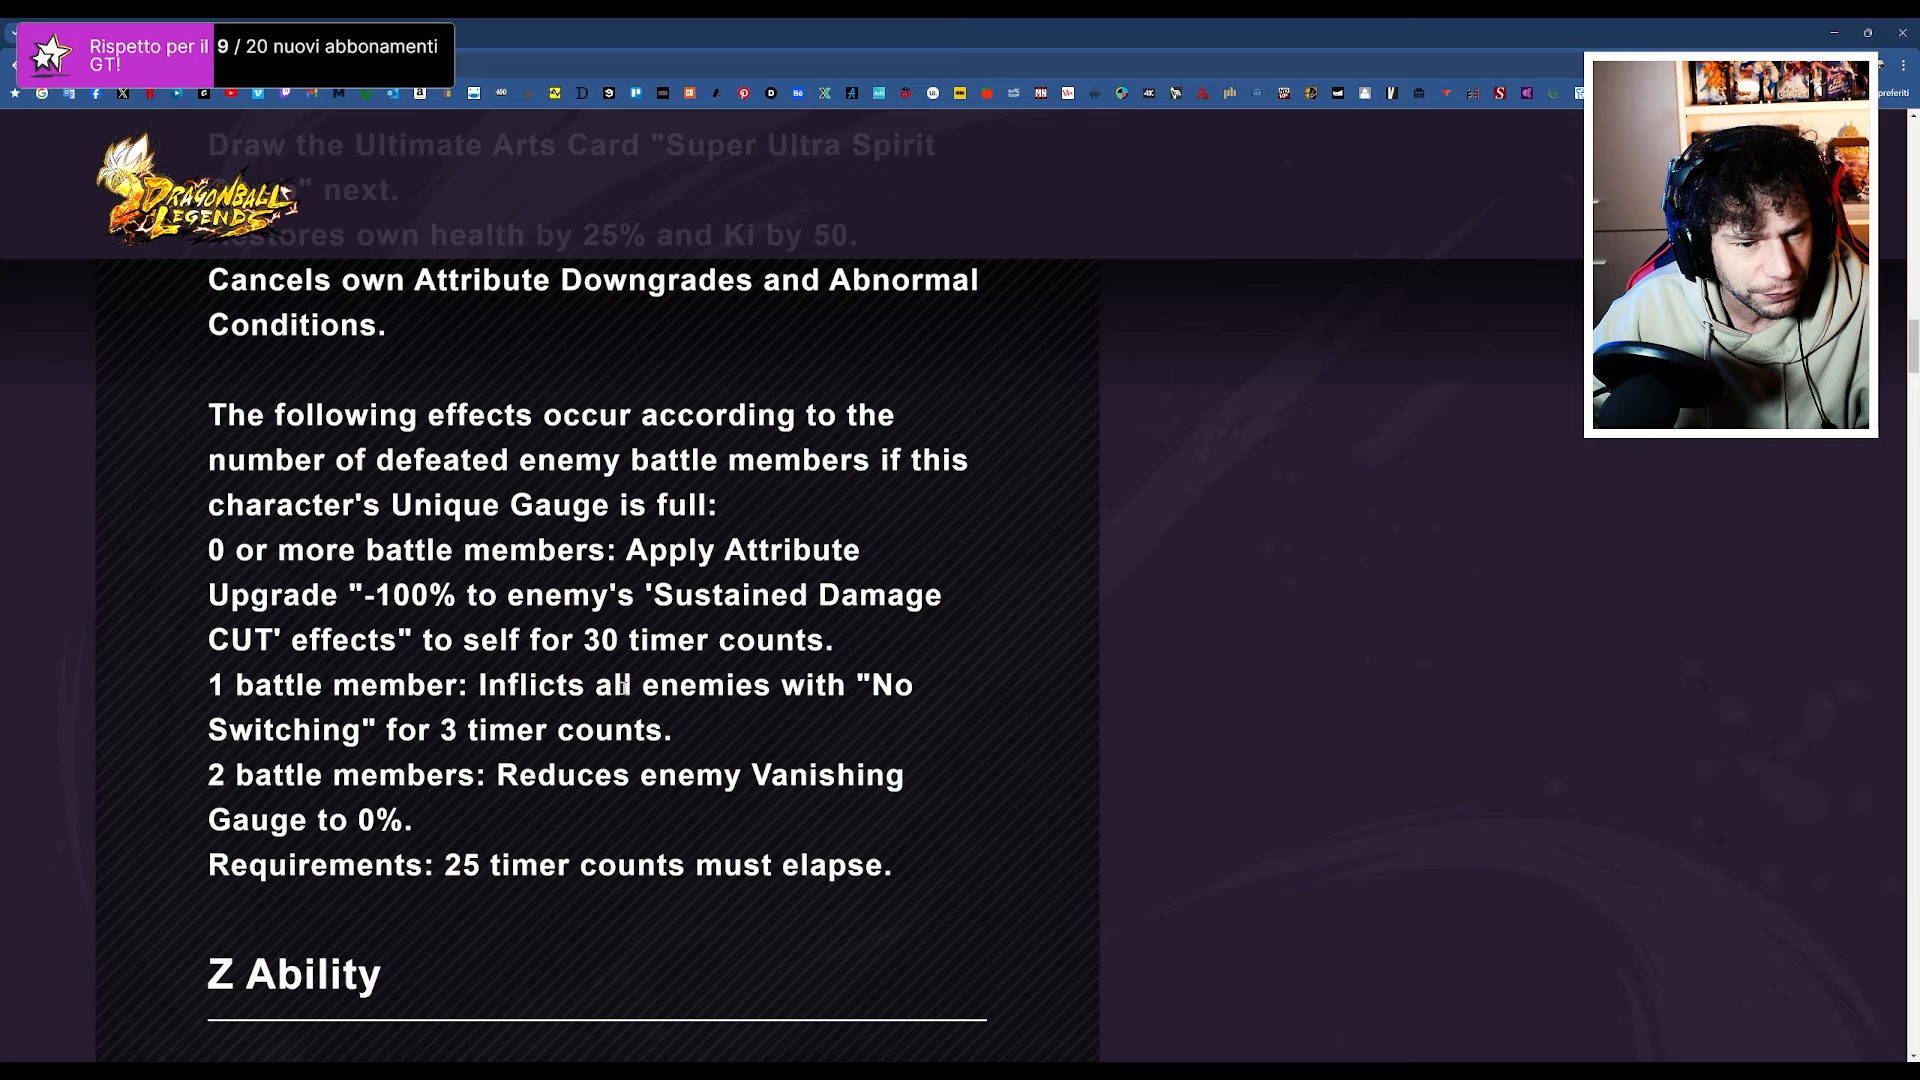 Rispetto per il GT!
9 / 20 nuovi abbonamenti
preferiti
DRAGONBALL
LEGENDS
Draw the Ultimate Arts Card "Super Ultra Spirit
" next.
Restores own health by 25% and Ki by 50.
Cancels own Attribute Downgrades and Abnormal
Conditions.
The following effects occur according to the
number of defeated enemy battle members if this
character's Unique Gauge is full:
0 or more battle members: Apply Attribute
Upgrade "-100% to enemy's 'Sustained Damage
CUT' effects" to self for 30 timer counts.
1 battle member: Inflicts all enemies with "No
Switching" for 3 timer counts.
2 battle members: Reduces enemy Vanishing
Gauge to 0%.
Requirements: 25 timer counts must elapse.
Z Ability